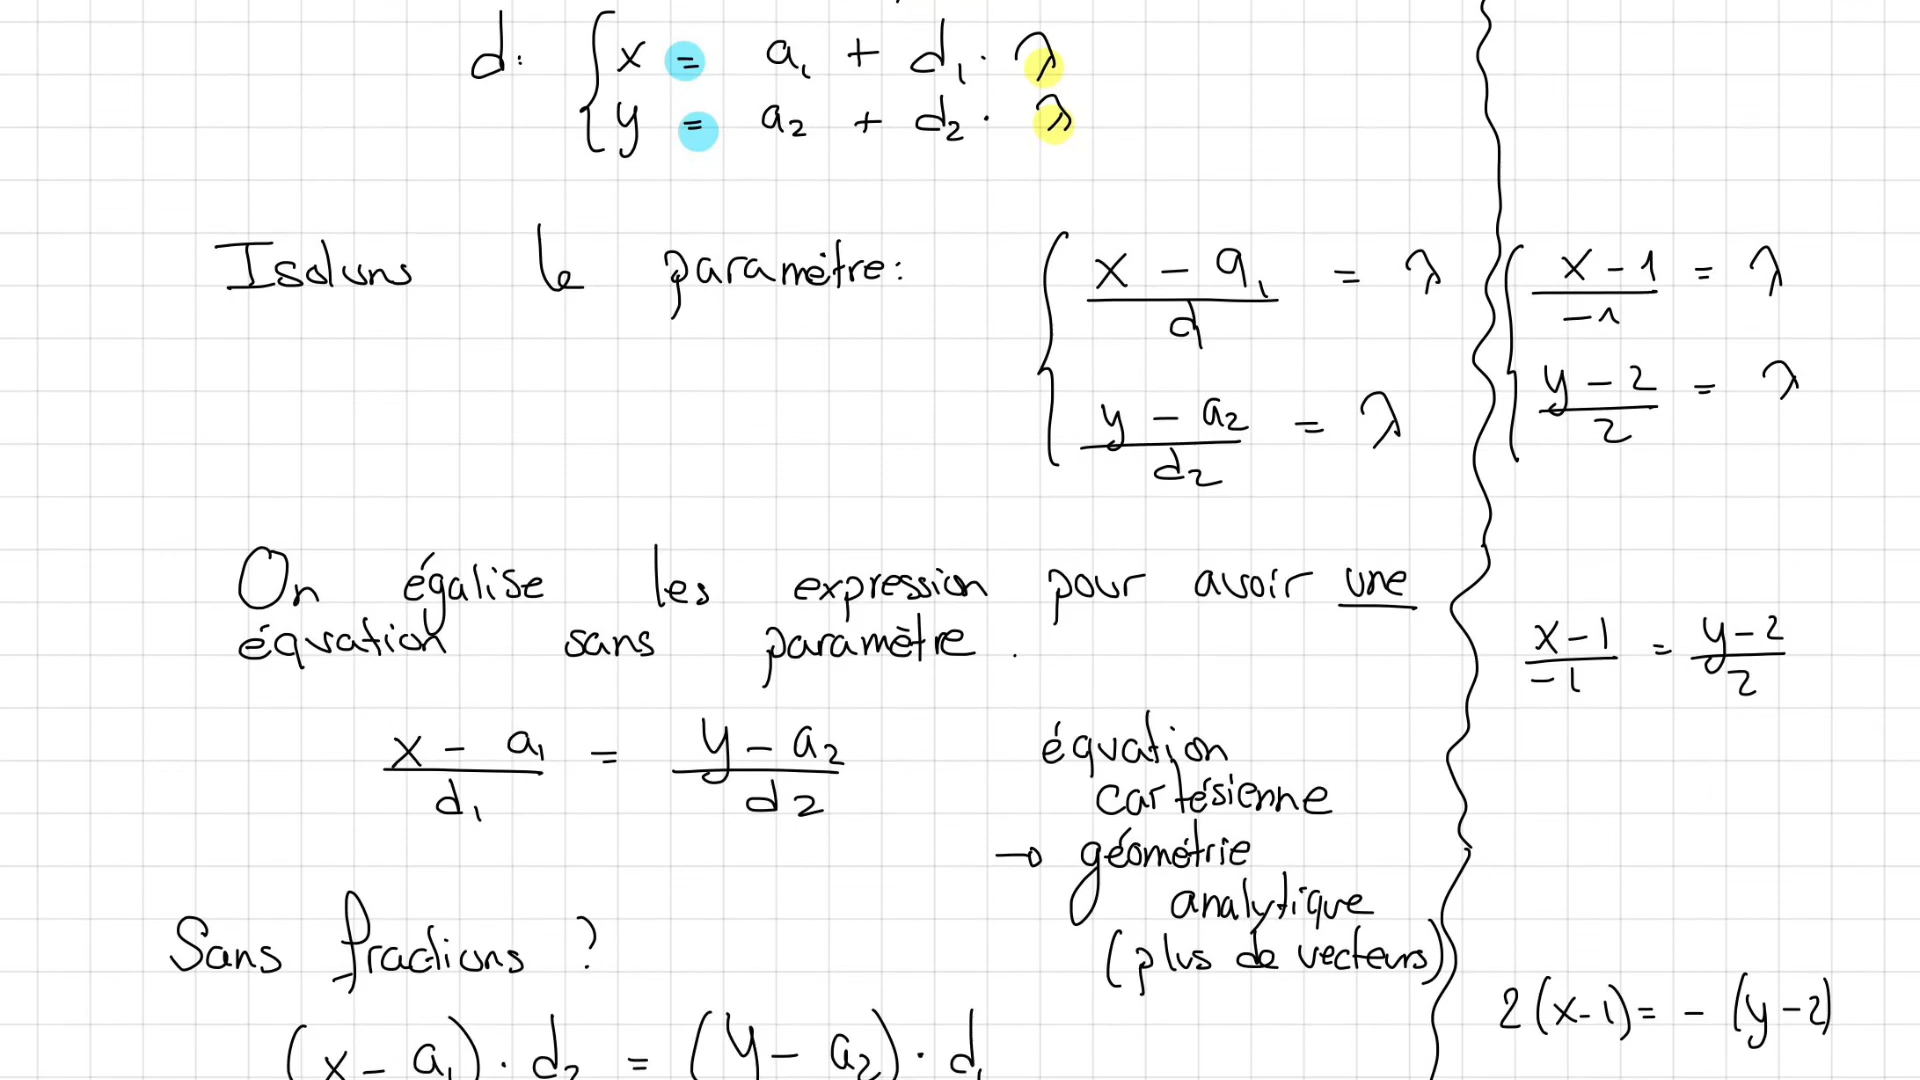 d: { x = a₁ + d₁ · λ
{ y = a₂ + d₂ · λ
Isolons le paramètre: { (x - a₁)/d₁ = λ
{ (y - a₂)/d₂ = λ
{ (x-1)/-1 = λ
{ (y-2)/2 = λ
On égalise les expression pour avoir une
équation sans paramètre.
(x - a₁)/d₁ = (y - a₂)/d₂
équation
cartésienne
→ géométrie
analytique
(plus de vecteurs)
Sans fractions ?
(x - a₁) · d₂ = (y - a₂) · d₁
(x-1)/-1 = (y-2)/2
2(x-1) = -(y-2)